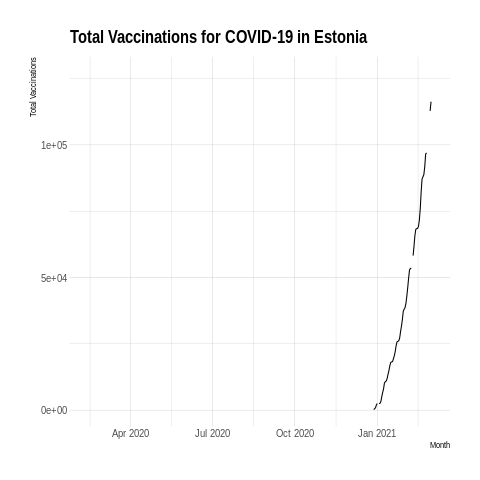 Total Vaccinations for COVID-19 in Estonia
Total Vaccinations
1e+05
5e+04
0e+00
Apr 2020 Jul 2020 Oct 2020 Jan 2021
Month